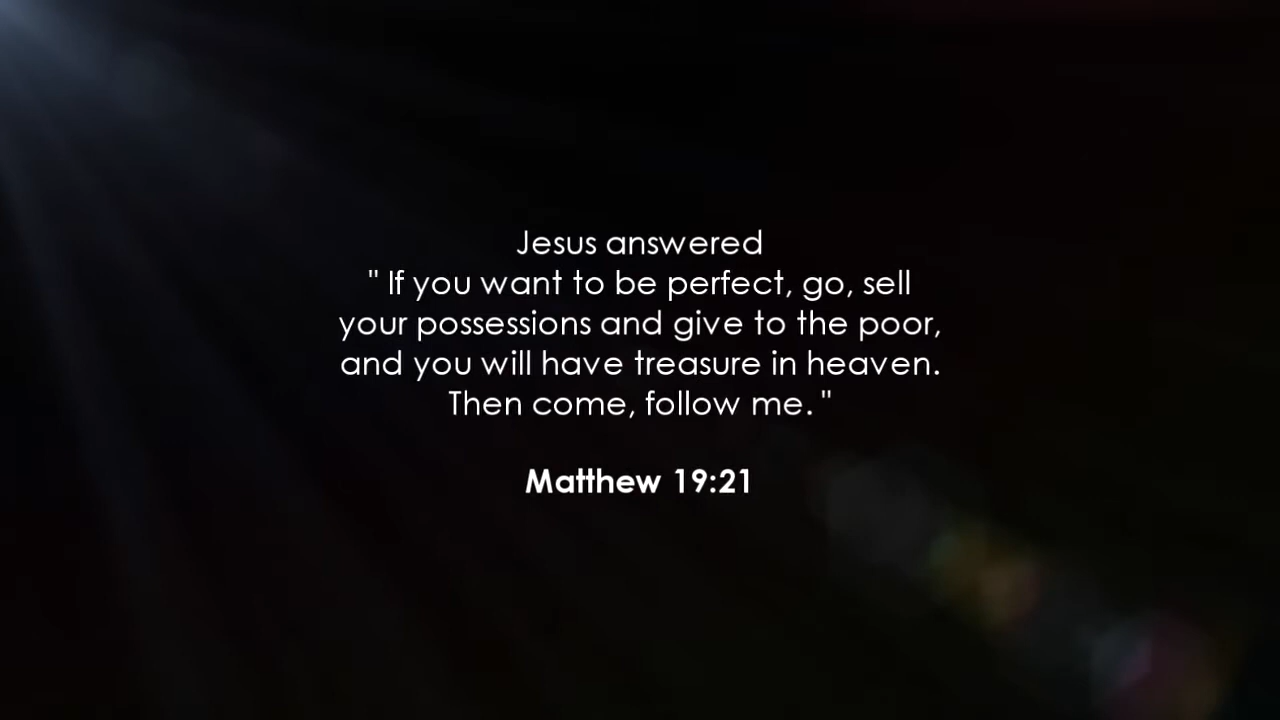 Jesus answered
" If you want to be perfect, go, sell
your possessions and give to the poor,
and you will have treasure in heaven.
Then come, follow me. "
Matthew 19:21